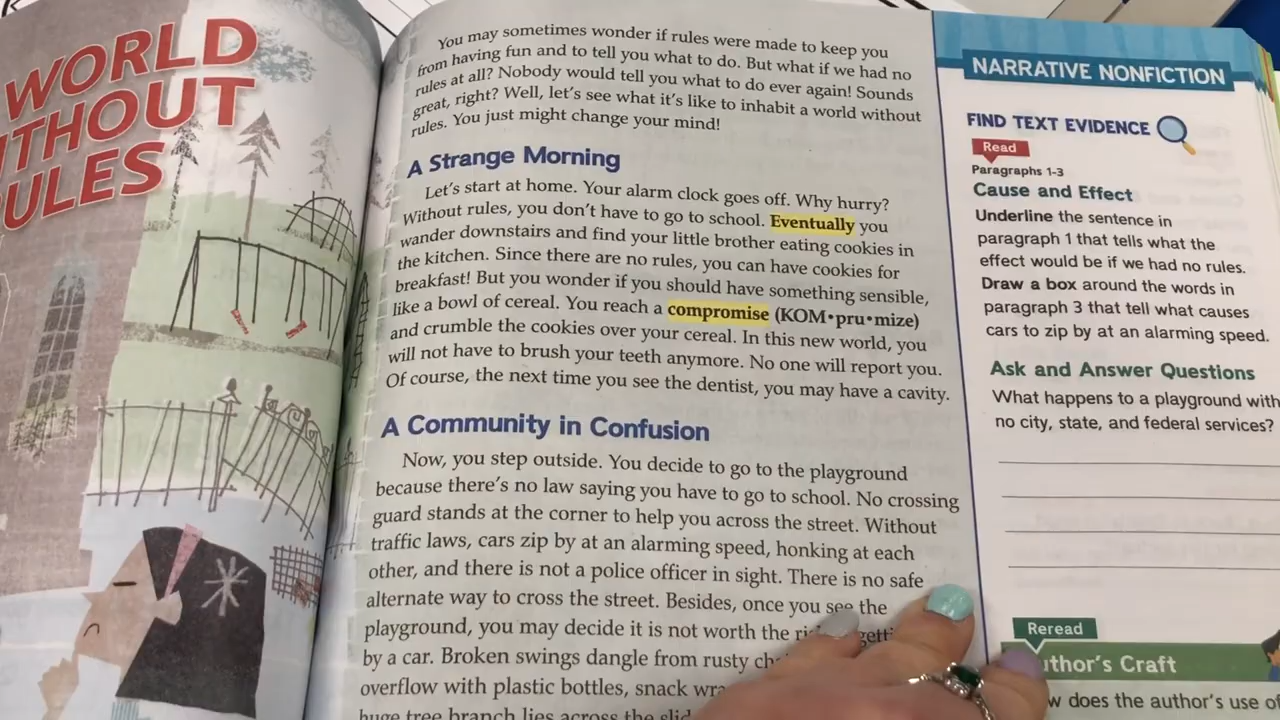 WORLD
WITHOUT
RULES
You may sometimes wonder if rules were made to keep you
from having fun and to tell you what to do. But what if we had no
rules at all? Nobody would tell you what to do ever again! Sounds
great, right? Well, let's see what it's like to inhabit a world without
rules. You just might change your mind!
A Strange Morning
Let's start at home. Your alarm clock goes off. Why hurry?
Without rules, you don't have to go to school. Eventually you
wander downstairs and find your little brother eating cookies in
the kitchen. Since there are no rules, you can have cookies for
breakfast! But you wonder if you should have something sensible,
like a bowl of cereal. You reach a compromise (KOM•pru•mize)
and crumble the cookies over your cereal. In this new world, you
will not have to brush your teeth anymore. No one will report you.
Of course, the next time you see the dentist, you may have a cavity.
A Community in Confusion
Now, you step outside. You decide to go to the playground
because there's no law saying you have to go to school. No crossing
guard stands at the corner to help you across the street. Without
traffic laws, cars zip by at an alarming speed, honking at each
other, and there is not a police officer in sight. There is no safe
alternate way to cross the street. Besides, once you see the
playground, you may decide it is not worth the
by a car. Broken swings dangle from rusty
overflow with plastic bottles, snack
huge tree branch lies across the
NARRATIVE NONFICTION
FIND TEXT EVIDENCE
Read
Paragraphs 1-3
Cause and Effect
Underline the sentence in
paragraph 1 that tells what the
effect would be if we had no rules.
Draw a box around the words in
paragraph 3 that tell what causes
cars to zip by at an alarming speed.
Ask and Answer Questions
What happens to a playground with
no city, state, and federal services?
Reread
Author's Craft
does the author's use of